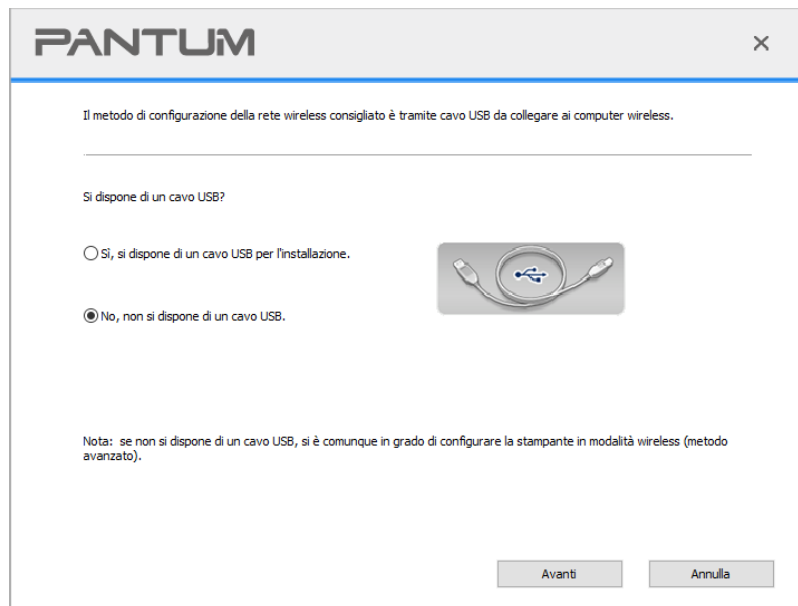 PANTUM
Il metodo di configurazione della rete wireless consigliato è tramite cavo USB da collegare ai computer wireless.
Si dispone di un cavo USB?
Sì, si dispone di un cavo USB per l'installazione.
No, non si dispone di un cavo USB.
Nota: se non si dispone di un cavo USB, si è comunque in grado di configurare la stampante in modalità wireless (metodo
avanzato).
Avanti
Annulla